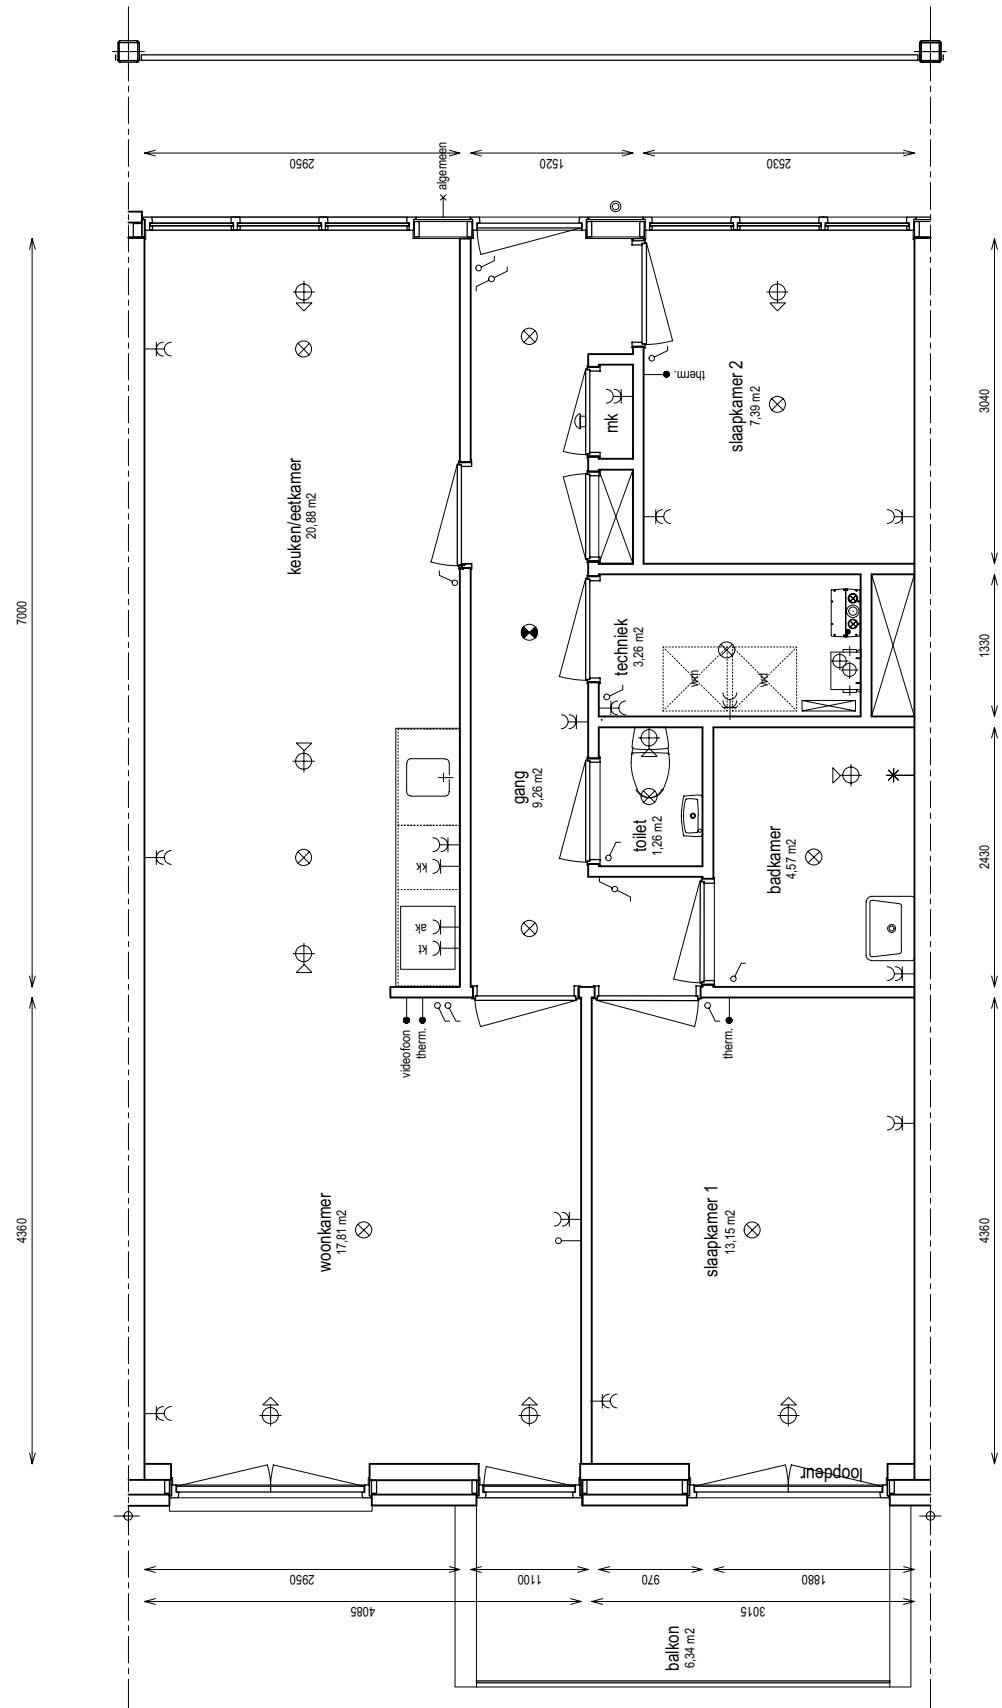 2950
1520
2530
algemeen
7000
3040
1330
2430
4360
4360
keuken/eetkamer
20,88 m2
mk
therm.
slaapkamer 2
7,39 m2
techniek
3,26 m2
wm
wd
gang
9,26 m2
toilet
1,26 m2
badkamer
4,57 m2
kk
ak
kt
videofoon
therm.
therm.
woonkamer
17,81 m2
slaapkamer 1
13,15 m2
loopdeur
2950
1100
970
1880
4085
3015
balkon
6,34 m2